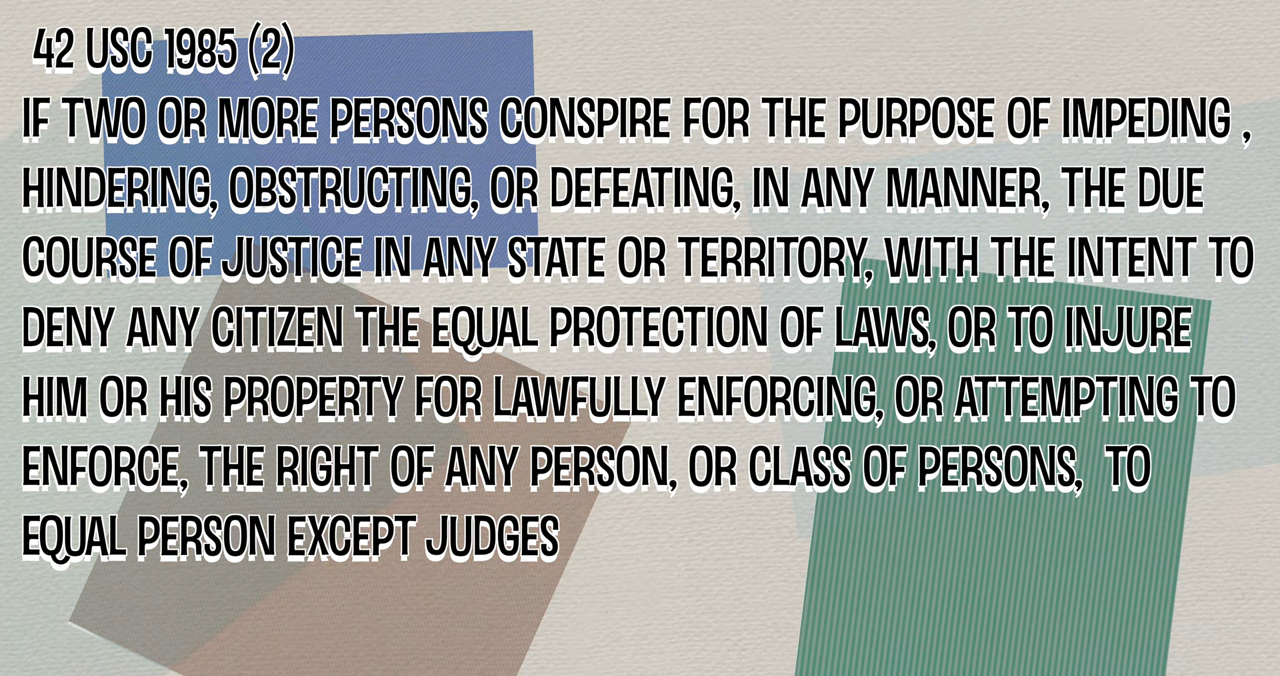 42 USC 1985 (2)
IF TWO OR MORE PERSONS CONSPIRE FOR THE PURPOSE OF IMPEDING ,
HINDERING, OBSTRUCTING, OR DEFEATING, IN ANY MANNER, THE DUE
COURSE OF JUSTICE IN ANY STATE OR TERRITORY, WITH THE INTENT TO
DENY ANY CITIZEN THE EQUAL PROTECTION OF LAWS, OR TO INJURE
HIM OR HIS PROPERTY FOR LAWFULLY ENFORCING, OR ATTEMPTING TO
ENFORCE, THE RIGHT OF ANY PERSON, OR CLASS OF PERSONS, TO
EQUAL PERSON EXCEPT JUDGES